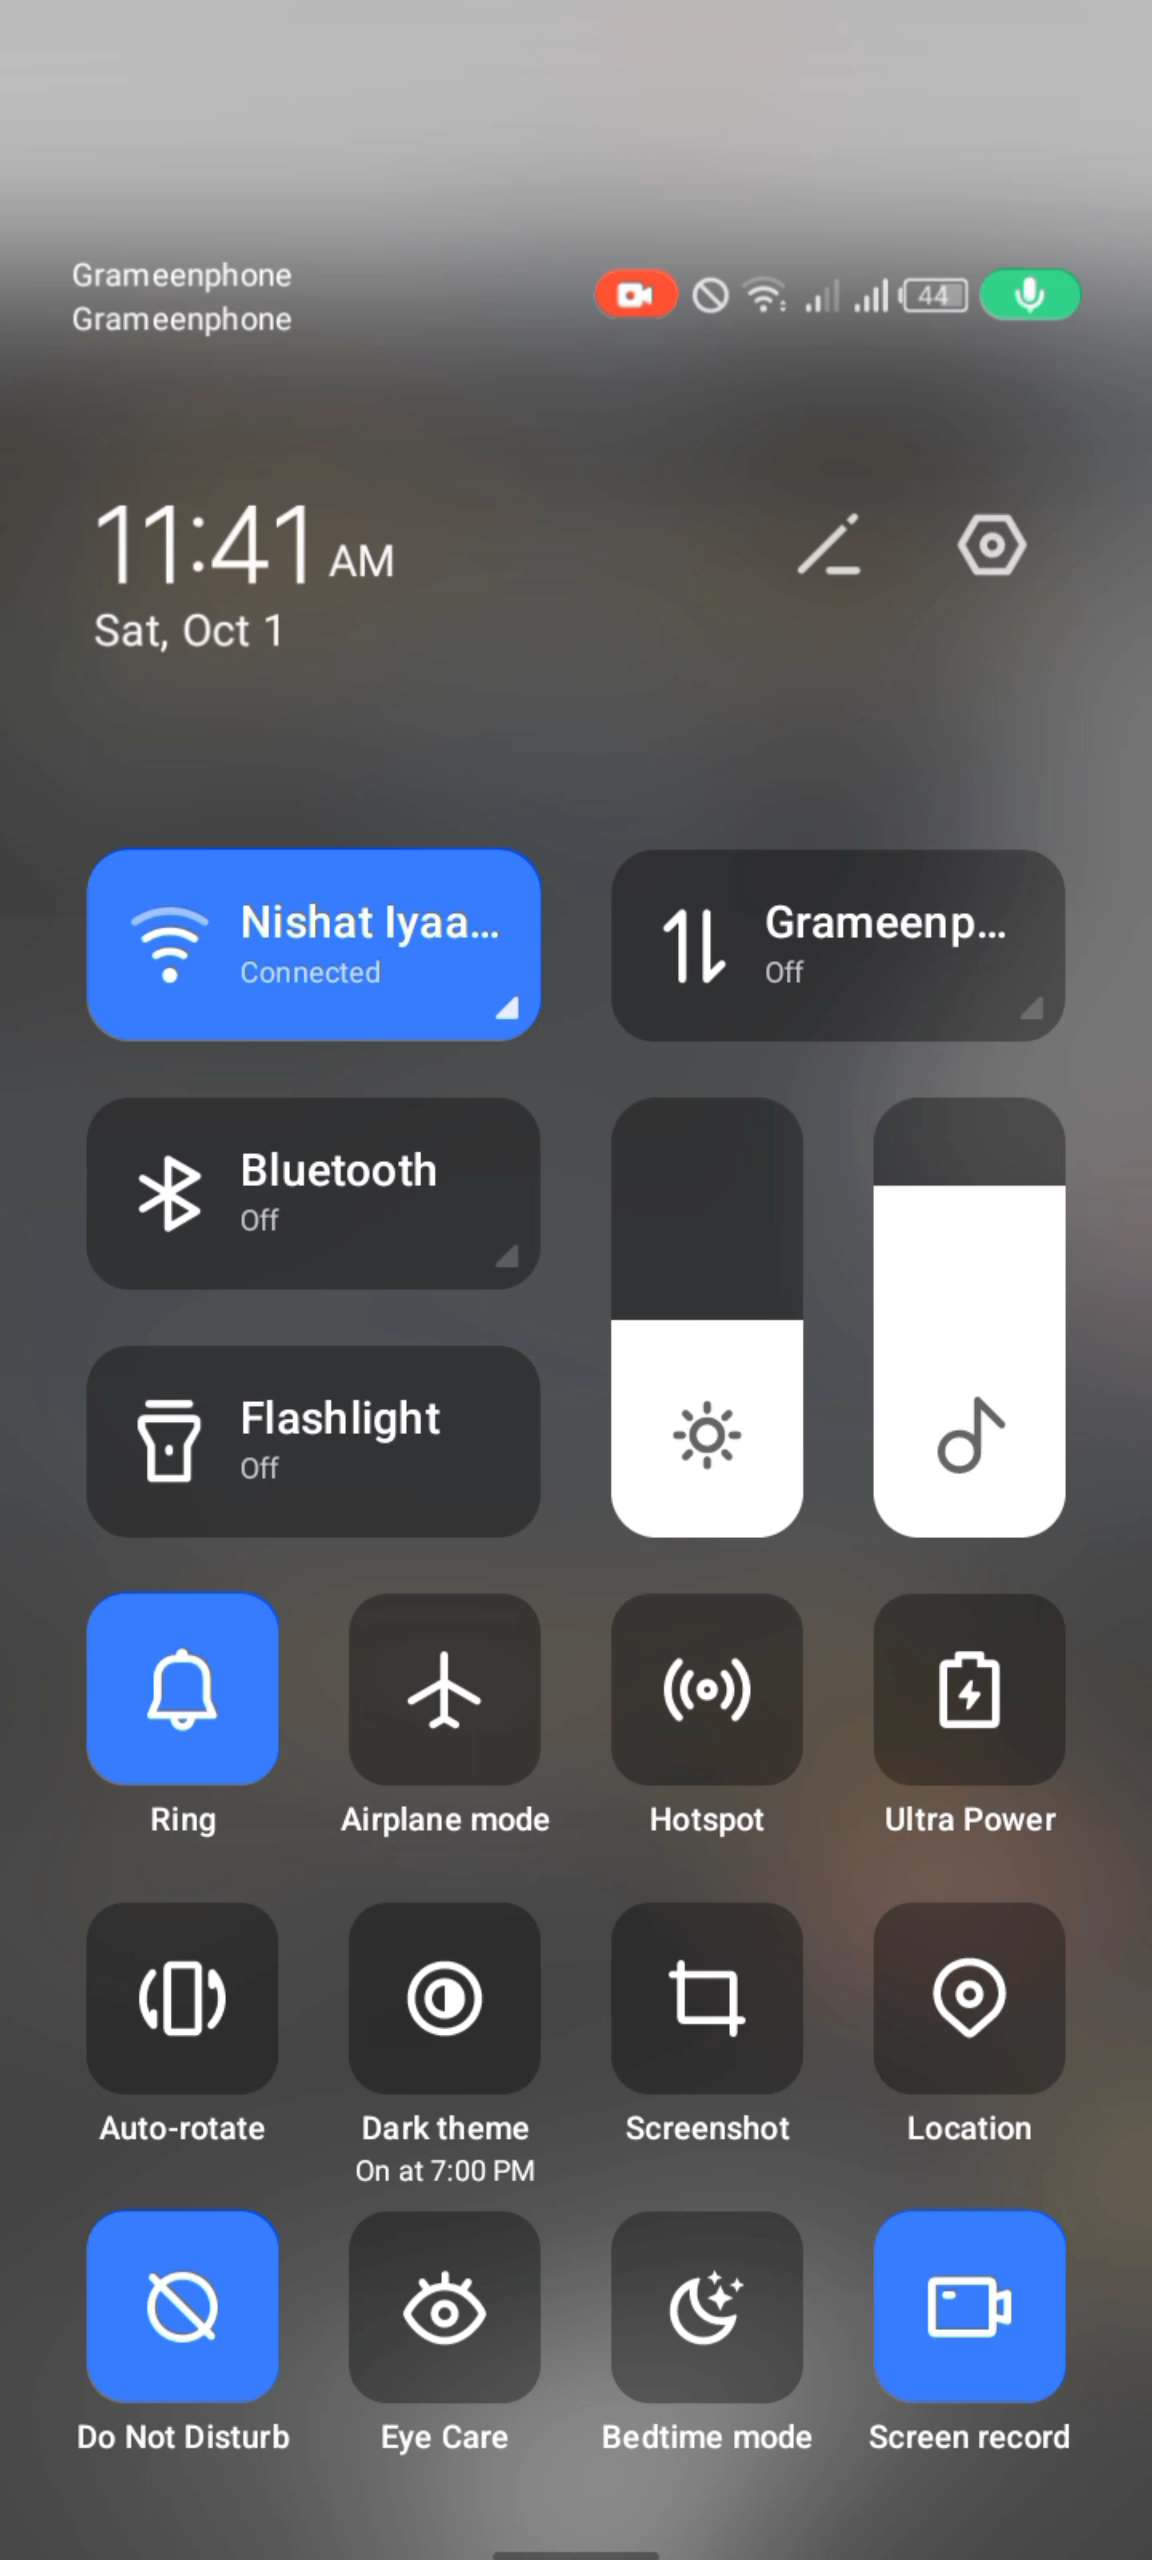 Grameenphone
Grameenphone
44
11:41 AM
Sat, Oct 1
Nishat Iyaa...
Connected
Grameenp...
Off
Bluetooth
Off
Flashlight
Off
Ring
Airplane mode
Hotspot
Ultra Power
Auto-rotate
Dark theme
On at 7:00 PM
Screenshot
Location
Do Not Disturb
Eye Care
Bedtime mode
Screen record